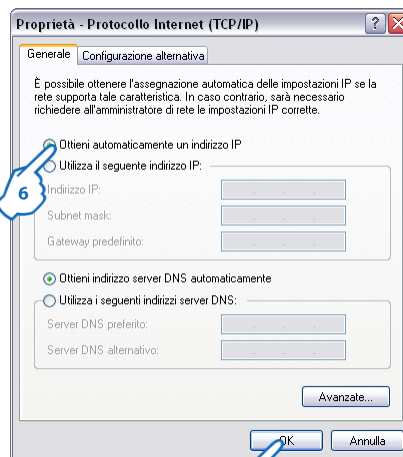 Proprietà - Protocollo Internet (TCP/IP)
Generale
Configurazione alternativa
È possibile ottenere l'assegnazione automatica delle impostazioni IP se la
rete supporta tale caratteristica. In caso contrario, sarà necessario
richiedere all'amministratore di rete le impostazioni IP corrette.
Ottieni automaticamente un indirizzo IP
Utilizza il seguente indirizzo IP:
6
Indirizzo IP:
Subnet mask:
Gateway predefinito:
Ottieni indirizzo server DNS automaticamente
Utilizza i seguenti indirizzi server DNS:
Server DNS preferito:
Server DNS alternativo:
Avanzate...
OK
Annulla